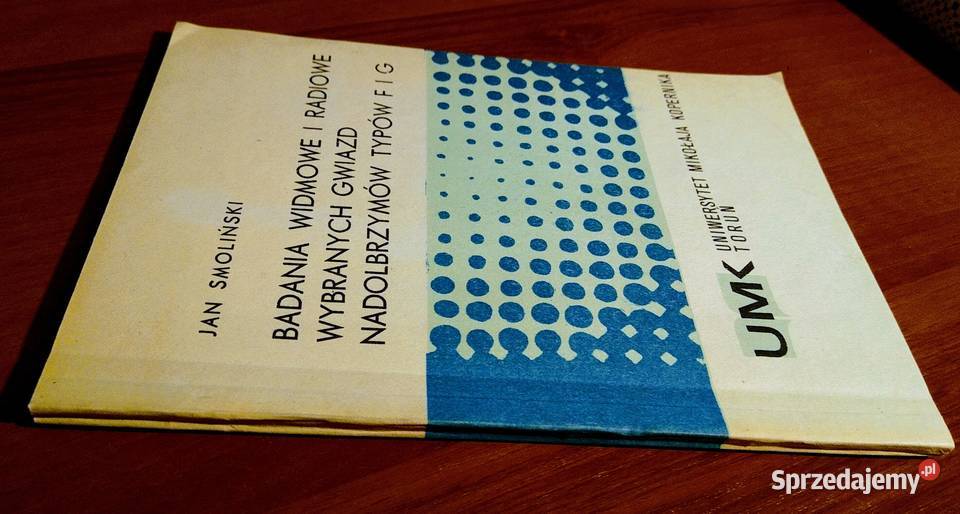 JAN SMOLIŃSKI
BADANIA WIDMOWE I RADIOWE
WYBRANYCH GWIAZD
NADOLBRZYMÓW TYPÓW F I G
UMK
UNIWERSYTET MIKOŁAJA KOPERNIKA
TORUŃ
Sprzedajemy.pl